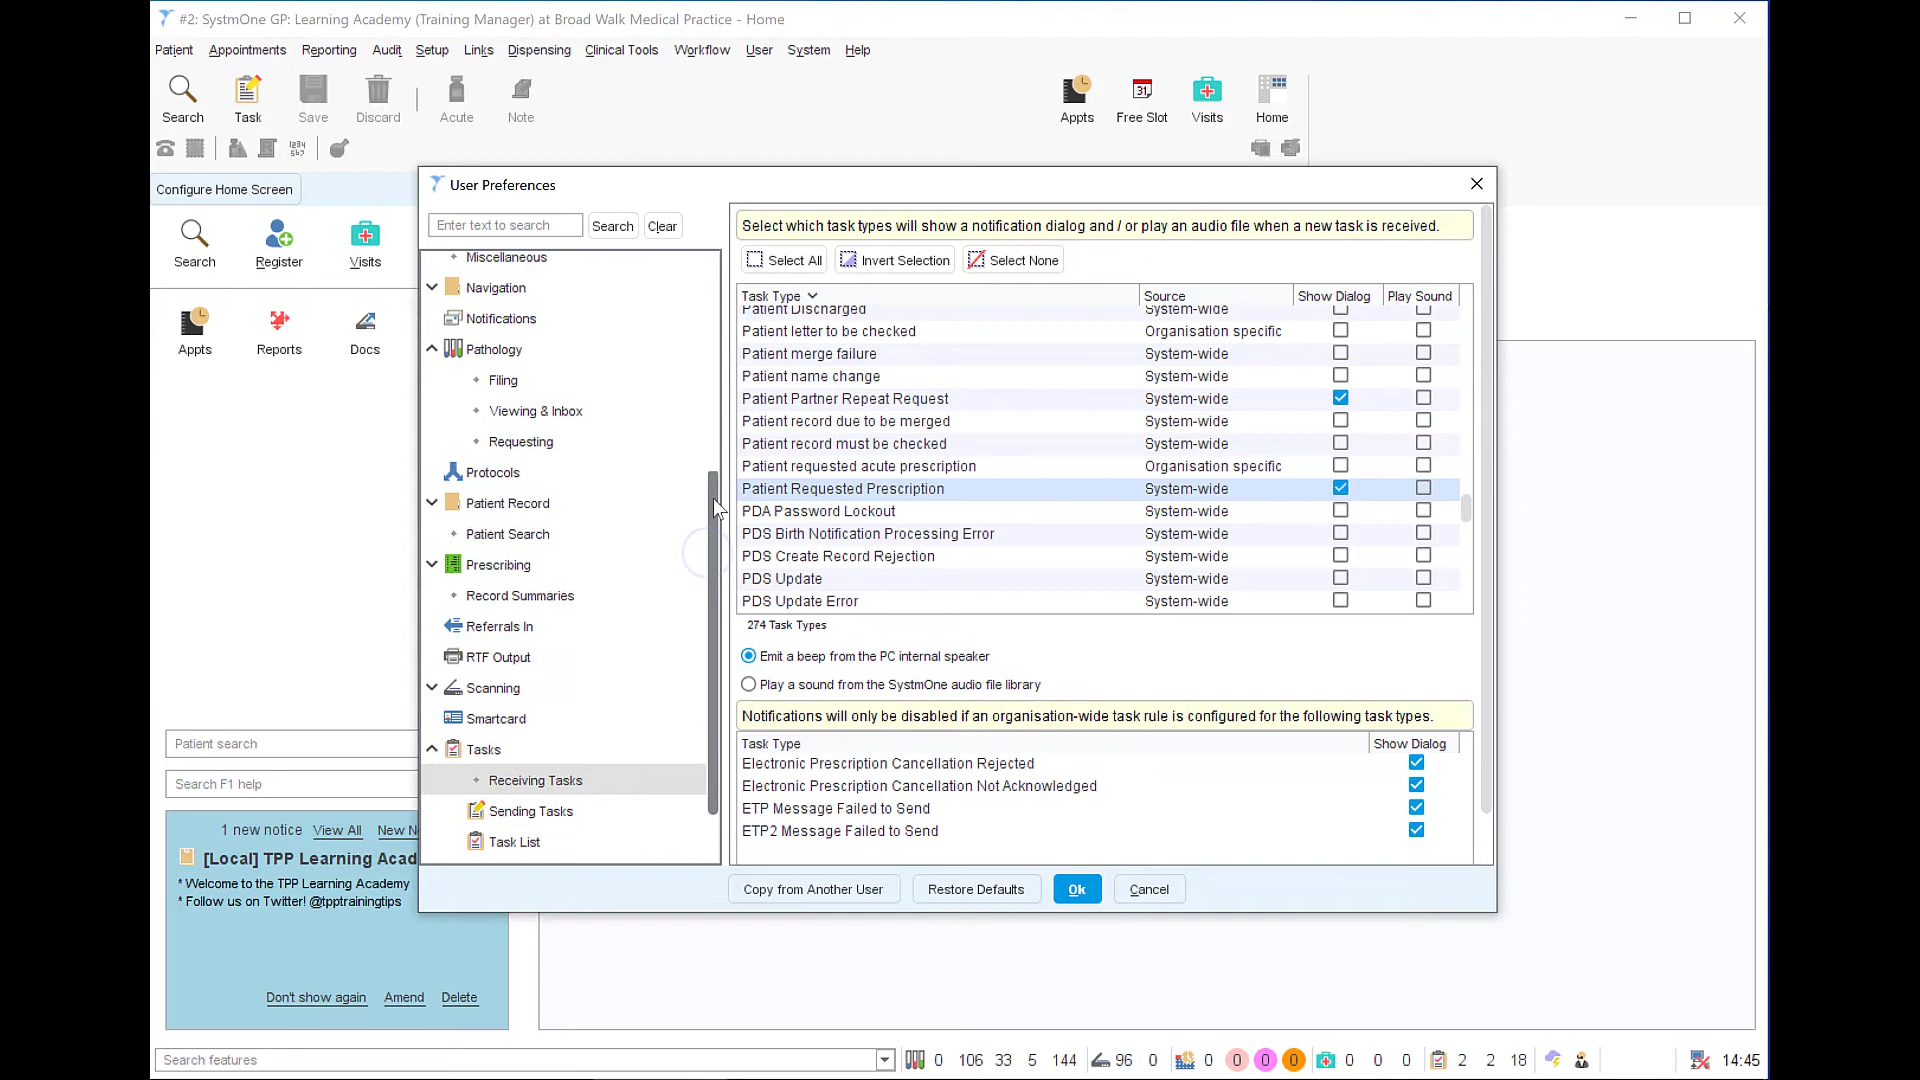 #2: SystmOne GP: Learning Academy (Training Manager) at Broad Walk Medical Practice - Home
Patient Appointments Reporting Audit Setup Links Dispensing Clinical Tools Workflow User System Help
Search Task Save Discard Acute Note Appts Free Slot Visits Home
Configure Home Screen
Search Register Visits
Appts Reports Docs
Patient search
Search F1 help
1 new notice View All New N
[Local] TPP Learning Acad
* Welcome to the TPP Learning Academy
* Follow us on Twitter! @tpptrainingtips
Don't show again Amend Delete
User Preferences
Enter text to search Search Clear
Miscellaneous
Navigation
Notifications
Pathology
Filing
Viewing & Inbox
Requesting
Protocols
Patient Record
Patient Search
Prescribing
Record Summaries
Referrals In
RTF Output
Scanning
Smartcard
Tasks
Receiving Tasks
Sending Tasks
Task List
Select which task types will show a notification dialog and / or play an audio file when a new task is received.
Select All Invert Selection Select None
Task Type Source Show Dialog Play Sound
Patient Discharged System-wide
Patient letter to be checked Organisation specific
Patient merge failure System-wide
Patient name change System-wide
Patient Partner Repeat Request System-wide
Patient record due to be merged System-wide
Patient record must be checked System-wide
Patient requested acute prescription Organisation specific
Patient Requested Prescription System-wide
PDA Password Lockout System-wide
PDS Birth Notification Processing Error System-wide
PDS Create Record Rejection System-wide
PDS Update System-wide
PDS Update Error System-wide
274 Task Types
Emit a beep from the PC internal speaker
Play a sound from the SystmOne audio file library
Notifications will only be disabled if an organisation-wide task rule is configured for the following task types.
Task Type Show Dialog
Electronic Prescription Cancellation Rejected
Electronic Prescription Cancellation Not Acknowledged
ETP Message Failed to Send
ETP2 Message Failed to Send
Copy from Another User Restore Defaults Ok Cancel
Search features 0 106 33 5 144 96 0 0 0 0 0 0 0 0 2 2 18 14:45